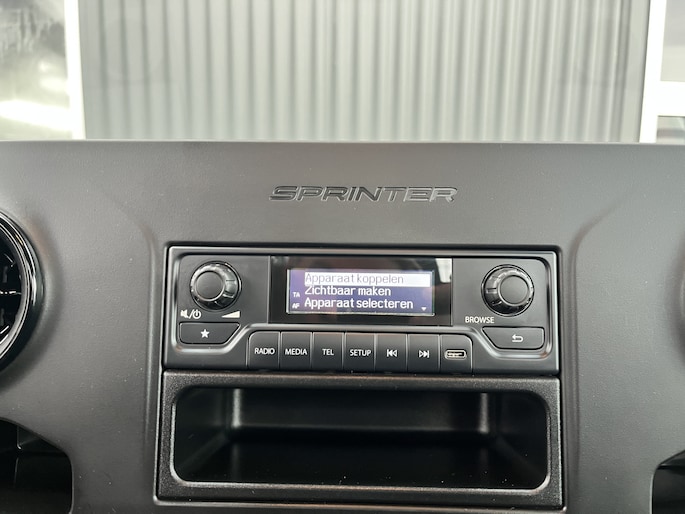 SPRINTER
Apparaat koppelen
Zichtbaar maken
TA
AF Apparaat selecteren
BROWSE
RADIO MEDIA TEL SETUP